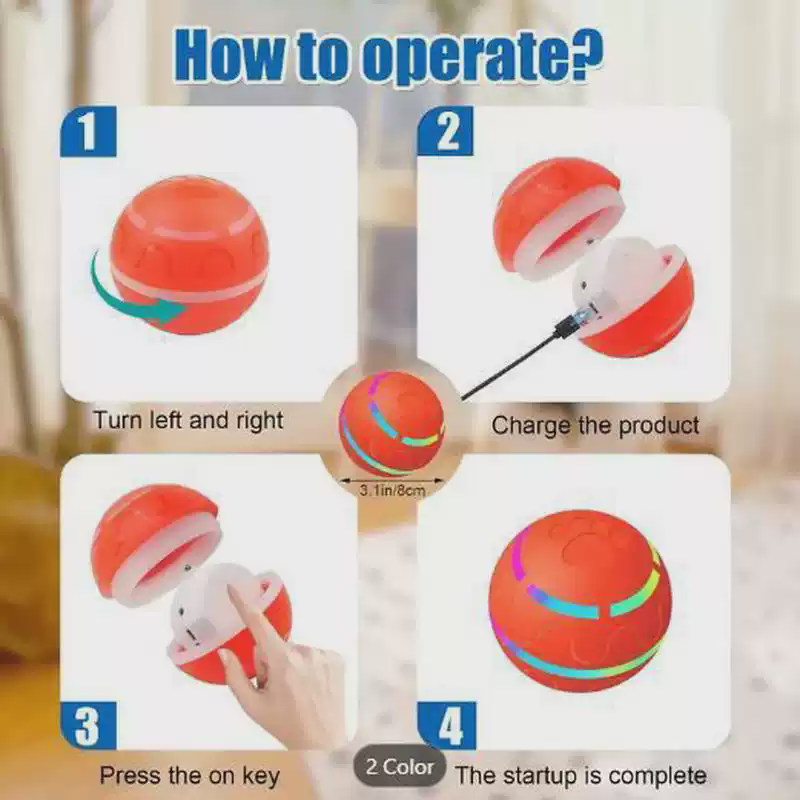 How to operate?
1
2
Turn left and right
Charge the product
3.1in/8cm
3
4
Press the on key
2 Color
The startup is complete